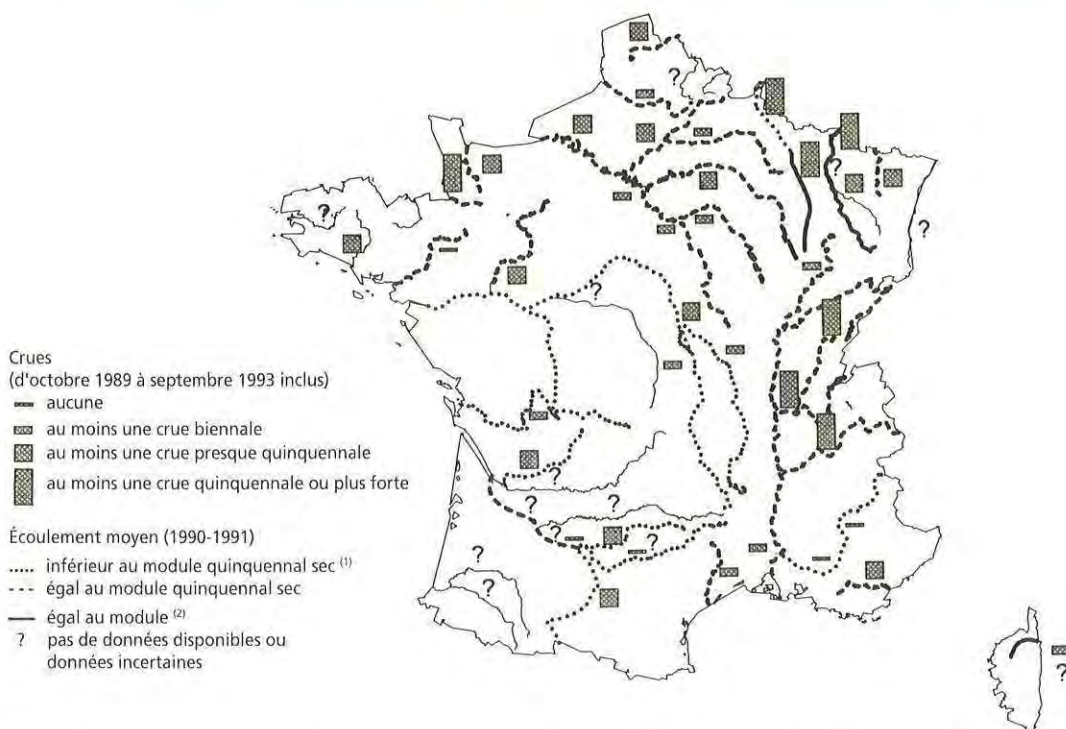 Crues
(d'octobre 1989 à septembre 1993 inclus)
aucune
au moins une crue biennale
au moins une crue presque quinquennale
au moins une crue quinquennale ou plus forte
Écoulement moyen (1990-1991)
inférieur au module quinquennal sec (1)
égal au module quinquennal sec
égal au module (2)
? pas de données disponibles ou
données incertaines
?
?
?
?
?
?
?
?
?
?
?
?
?